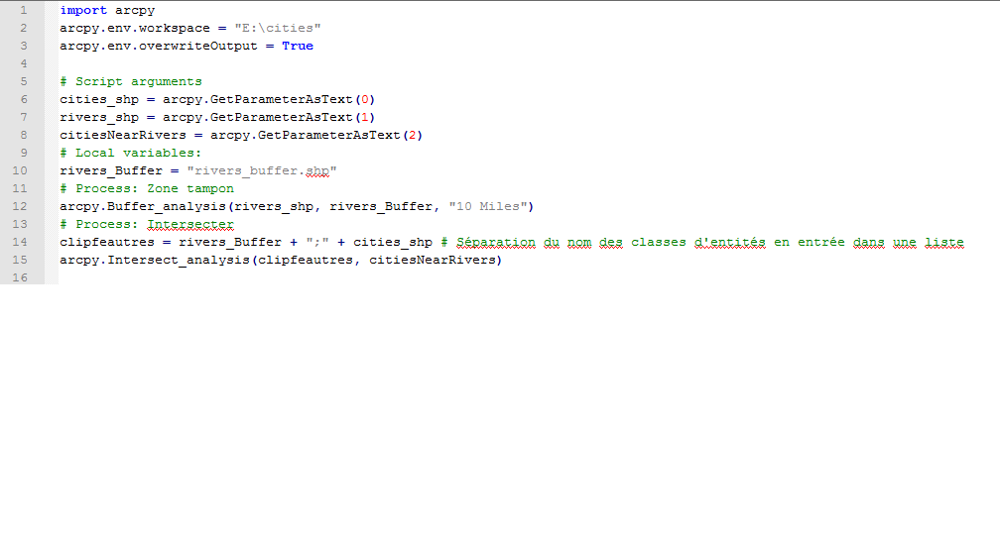 1 import arcpy
2 arcpy.env.workspace = "E:\cities"
3 arcpy.env.overwriteOutput = True
4
5 # Script arguments
6 cities_shp = arcpy.GetParameterAsText(0)
7 rivers_shp = arcpy.GetParameterAsText(1)
8 citiesNearRivers = arcpy.GetParameterAsText(2)
9 # Local variables:
10 rivers_Buffer = "rivers_buffer.shp"
11 # Process: Zone tampon
12 arcpy.Buffer_analysis(rivers_shp, rivers_Buffer, "10 Miles")
13 # Process: Intersecter
14 clipfeautres = rivers_Buffer + ";" + cities_shp # Séparation du nom des classes d'entités en entrée dans une liste
15 arcpy.Intersect_analysis(clipfeautres, citiesNearRivers)
16